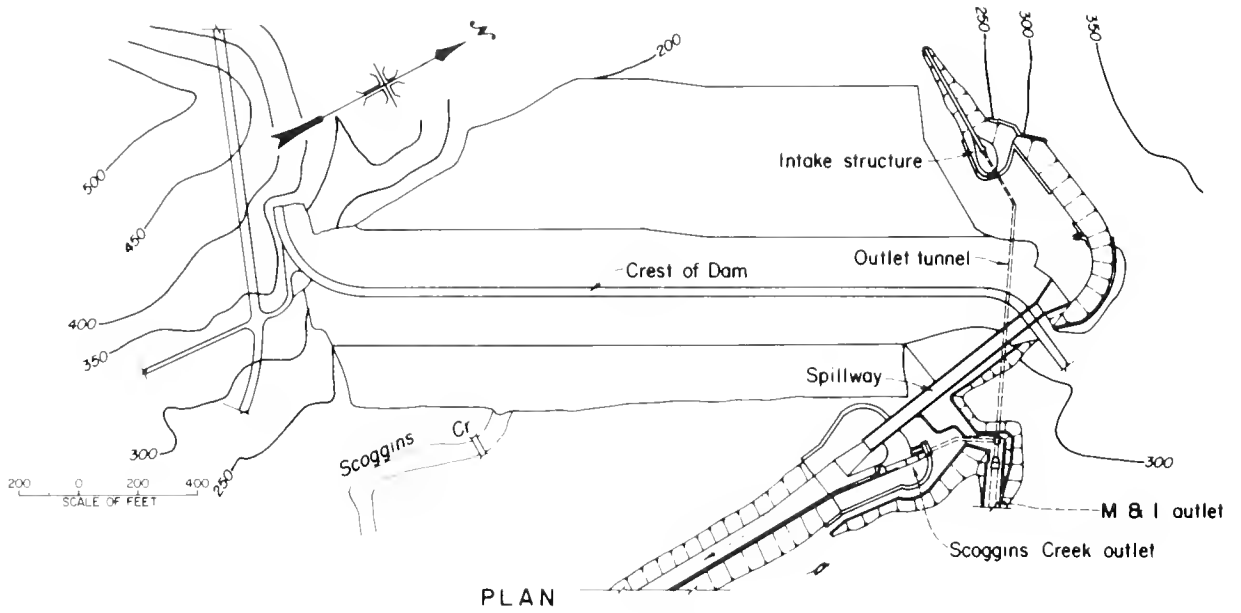 250
300
350
N
200
Intake structure
500
450
Outlet tunnel
Crest of Dam
400
350
Spillway
Scoggins Cr
300
250
300
200 0 200 400
SCALE OF FEET
M & I outlet
Scoggins Creek outlet
PLAN